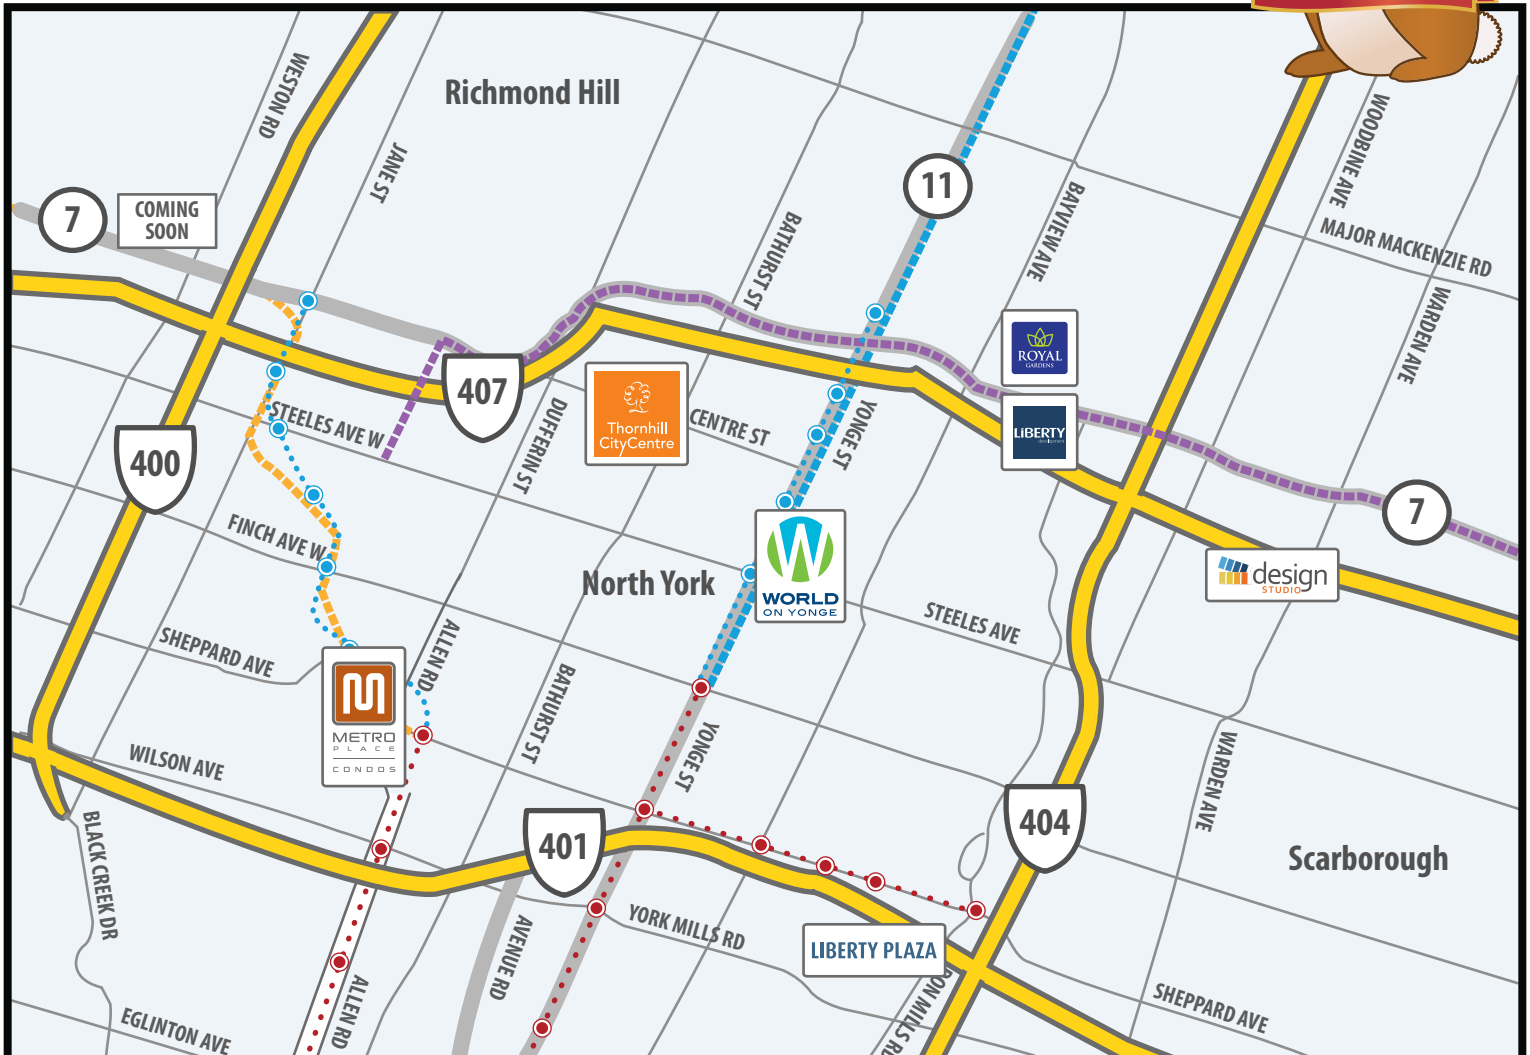 WESTON RD
Richmond Hill
JANE ST
WOODBINE AVE
7
COMING
SOON
11
BATHURST ST
BAYVIEW AVE
MAJOR MACKENZIE RD
WARDEN AVE
ROYAL
GARDENS
407
Thornhill
CityCentre
CENTRE ST
LiBERTY
development
STEELES AVE W
DUFFERIN ST
YONGE ST
400
7
FINCH AVE W
North York
WORLD
ON YONGE
design
STUDIO
STEELES AVE
SHEPPARD AVE
ALLEN RD
BATHURST ST
METRO
PLACE
CONDOS
YONGE ST
WARDEN AVE
WILSON AVE
401
404
Scarborough
BLACK CREEK DR
AVENUE RD
YORK MILLS RD
LIBERTY PLAZA
DON MILLS RD
SHEPPARD AVE
EGLINTON AVE
ALLEN RD